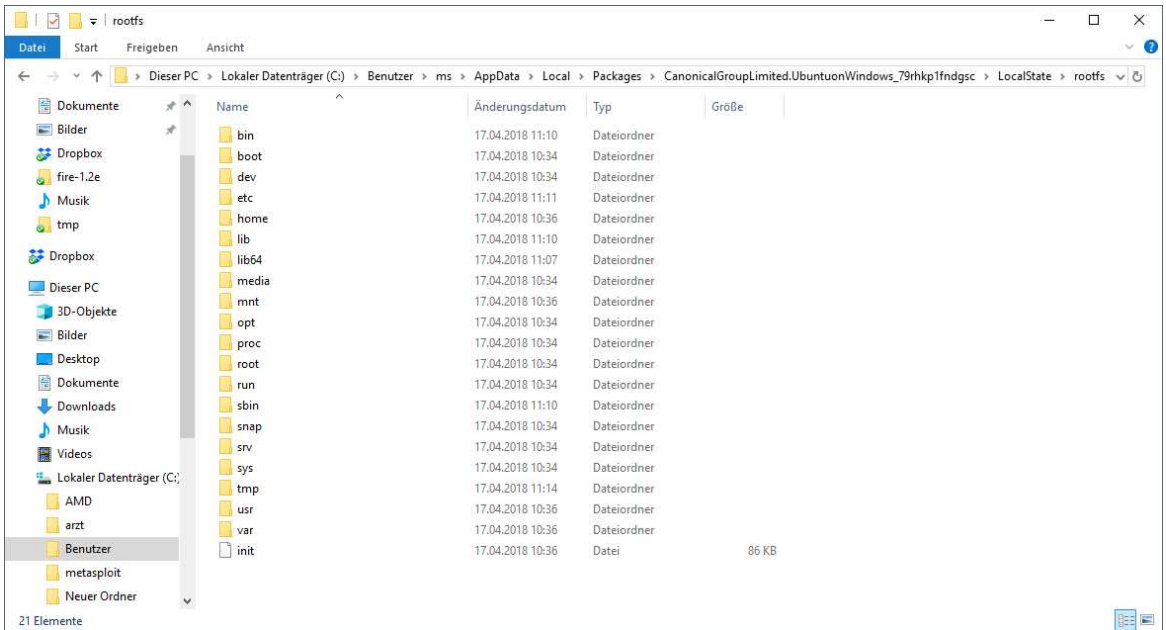 rootfs
Datei Start Freigeben Ansicht
Dieser PC > Lokaler Datenträger (C:) > Benutzer > ms > AppData > Local > Packages > CanonicalGroupLimited.UbuntuonWindows_79rhkp1fndgsc > LocalState > rootfs
Name Änderungsdatum Typ Größe
Dokumente
Bilder
Dropbox
fire-1.2e
Musik
tmp
Dropbox
Dieser PC
3D-Objekte
Bilder
Desktop
Dokumente
Downloads
Musik
Videos
Lokaler Datenträger (C:)
AMD
arzt
Benutzer
metasploit
Neuer Ordner
bin 17.04.2018 11:10 Dateiordner
boot 17.04.2018 10:34 Dateiordner
dev 17.04.2018 10:34 Dateiordner
etc 17.04.2018 11:11 Dateiordner
home 17.04.2018 10:36 Dateiordner
lib 17.04.2018 11:10 Dateiordner
lib64 17.04.2018 11:07 Dateiordner
media 17.04.2018 10:34 Dateiordner
mnt 17.04.2018 10:36 Dateiordner
opt 17.04.2018 10:34 Dateiordner
proc 17.04.2018 10:34 Dateiordner
root 17.04.2018 10:34 Dateiordner
run 17.04.2018 10:34 Dateiordner
sbin 17.04.2018 11:10 Dateiordner
snap 17.04.2018 10:34 Dateiordner
srv 17.04.2018 10:34 Dateiordner
sys 17.04.2018 10:34 Dateiordner
tmp 17.04.2018 11:14 Dateiordner
usr 17.04.2018 10:36 Dateiordner
var 17.04.2018 10:36 Dateiordner
init 17.04.2018 10:36 Datei 86 KB
21 Elemente